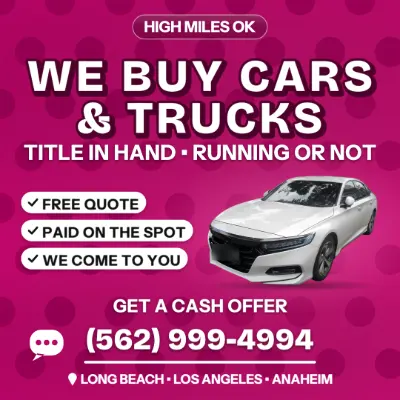 HIGH MILES OK
WE BUY CARS
& TRUCKS
TITLE IN HAND ▪ RUNNING OR NOT
✓ FREE QUOTE
✓ PAID ON THE SPOT
✓ WE COME TO YOU
GET A CASH OFFER
(562) 999-4994
LONG BEACH ▪ LOS ANGELES ▪ ANAHEIM